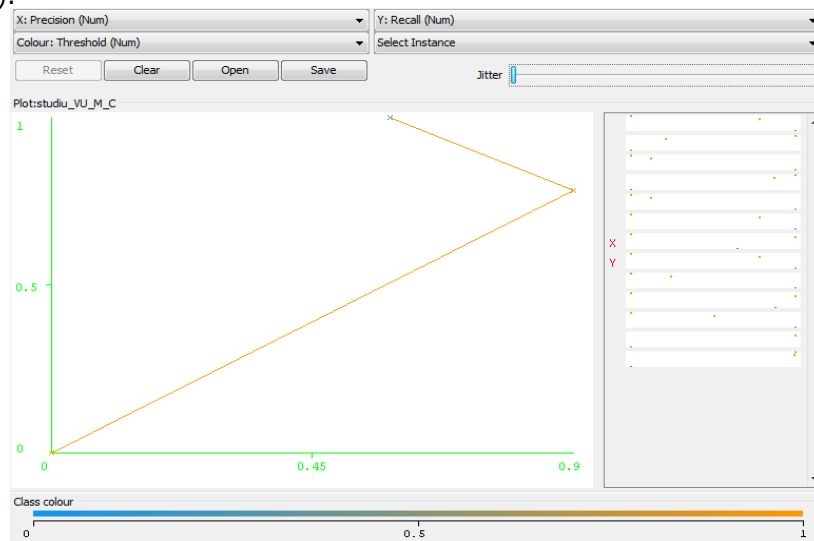 ).
X: Precision (Num) Y: Recall (Num)
Colour: Threshold (Num) Select Instance
Reset Clear Open Save Jitter
Plot:studiu_VU_M_C
1
X
Y
0.5
0
0 0.45 0.9
Class colour
0 0.5 1